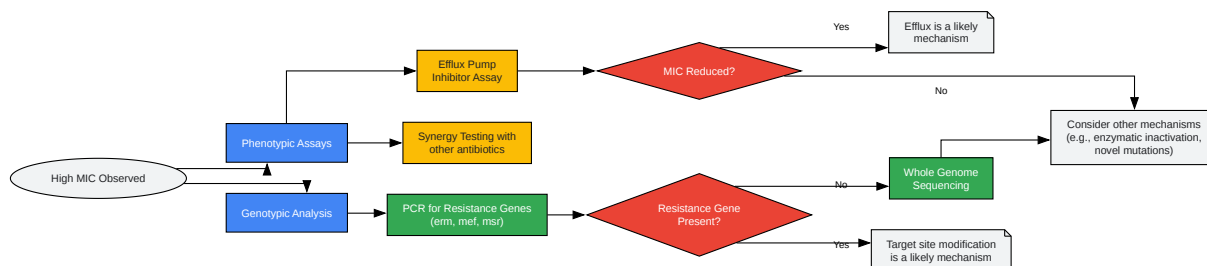 Yes
Efflux is a likely
mechanism
Efflux Pump
Inhibitor Assay
MIC Reduced?
No
Phenotypic Assays
Synergy Testing with
other antibiotics
Consider other mechanisms
(e.g., enzymatic inactivation,
novel mutations)
High MIC Observed
Genotypic Analysis
PCR for Resistance Genes
(erm, mef, msr)
Resistance Gene
Present?
No
Whole Genome
Sequencing
Yes
Target site modification
is a likely mechanism